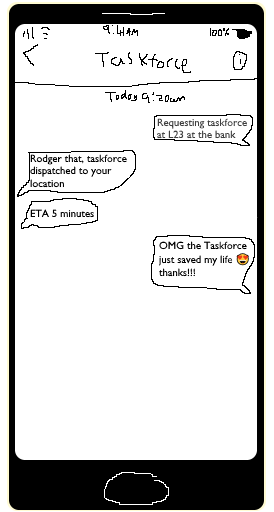 9:41AM 100%
Taskforce
Today 9:20am
Requesting taskforce
at L23 at the bank
Rodger that, taskforce
dispatched to your
location
ETA 5 minutes
OMG the Taskforce
just saved my life 😍
thanks!!!